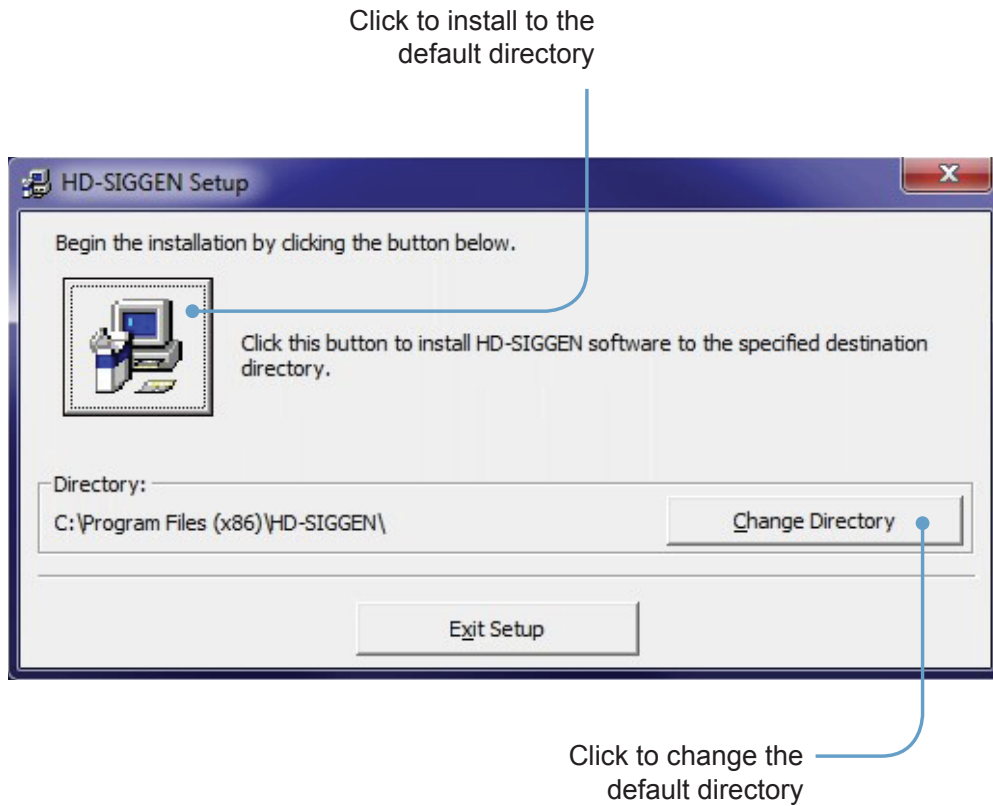 Click to install to the
default directory
HD-SIGGEN Setup
Begin the installation by clicking the button below.
Click this button to install HD-SIGGEN software to the specified destination
directory.
Directory:
C:\Program Files (x86)\HD-SIGGEN\
Change Directory
Exit Setup
Click to change the
default directory